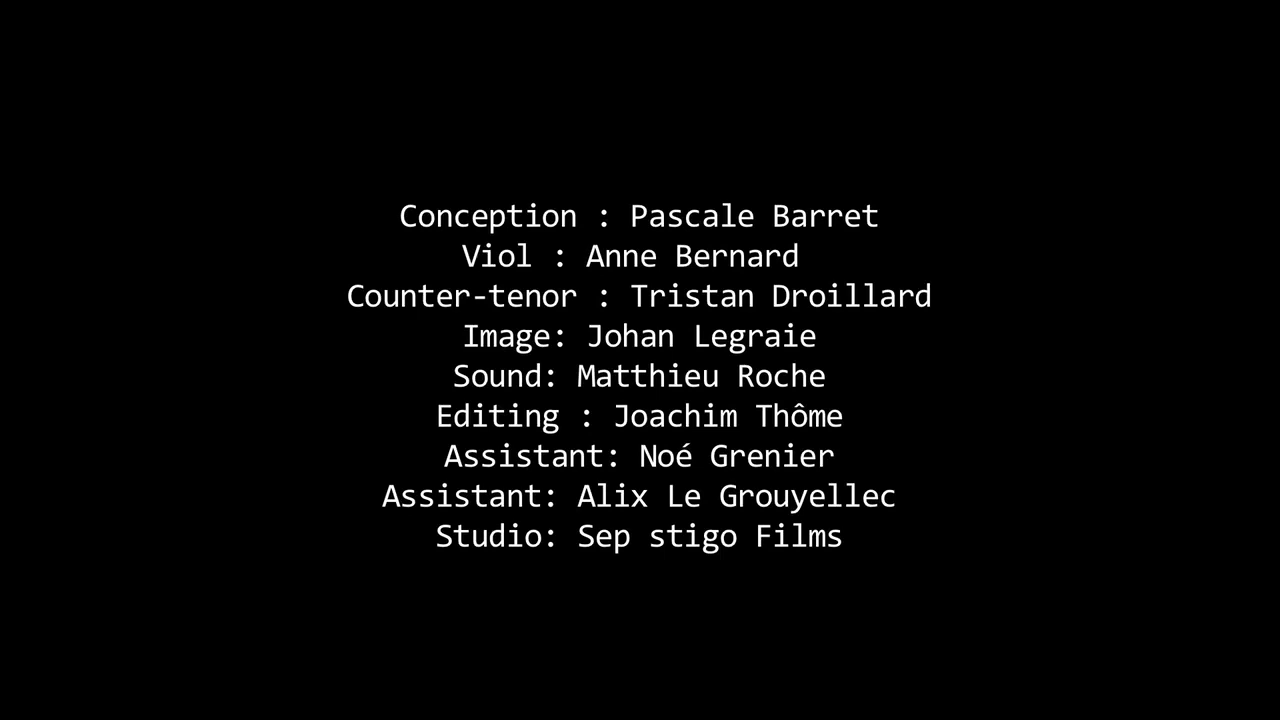 Conception : Pascale Barret
Viol : Anne Bernard
Counter-tenor : Tristan Droillard
Image: Johan Legraie
Sound: Matthieu Roche
Editing : Joachim Thôme
Assistant: Noé Grenier
Assistant: Alix Le Grouyellec
Studio: Sep stigo Films